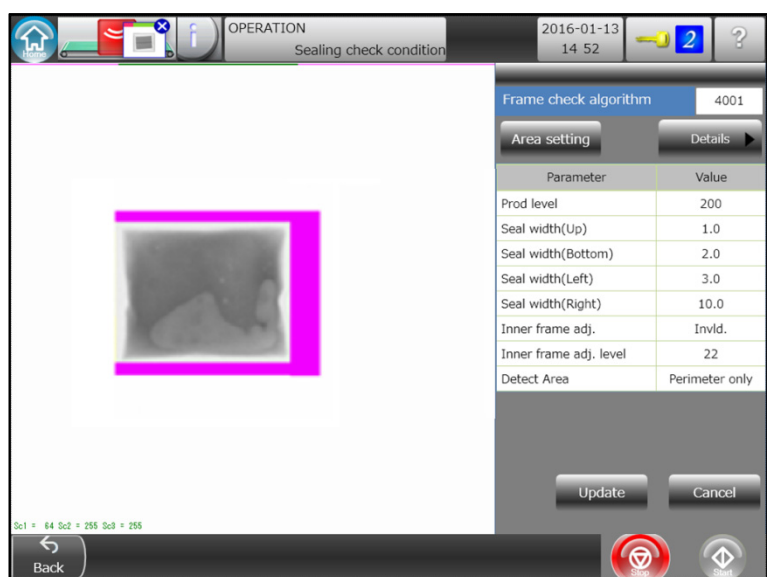 Home
i
OPERATION
Sealing check condition
2016-01-13
14 52
2
?
Frame check algorithm 4001
Area setting Details
Parameter Value
Prod level 200
Seal width(Up) 1.0
Seal width(Bottom) 2.0
Seal width(Left) 3.0
Seal width(Right) 10.0
Inner frame adj. Invld.
Inner frame adj. level 22
Detect Area Perimeter only
Update Cancel
Sc1 = 64 Sc2 = 255 Sc3 = 255
Back
Stop
Start